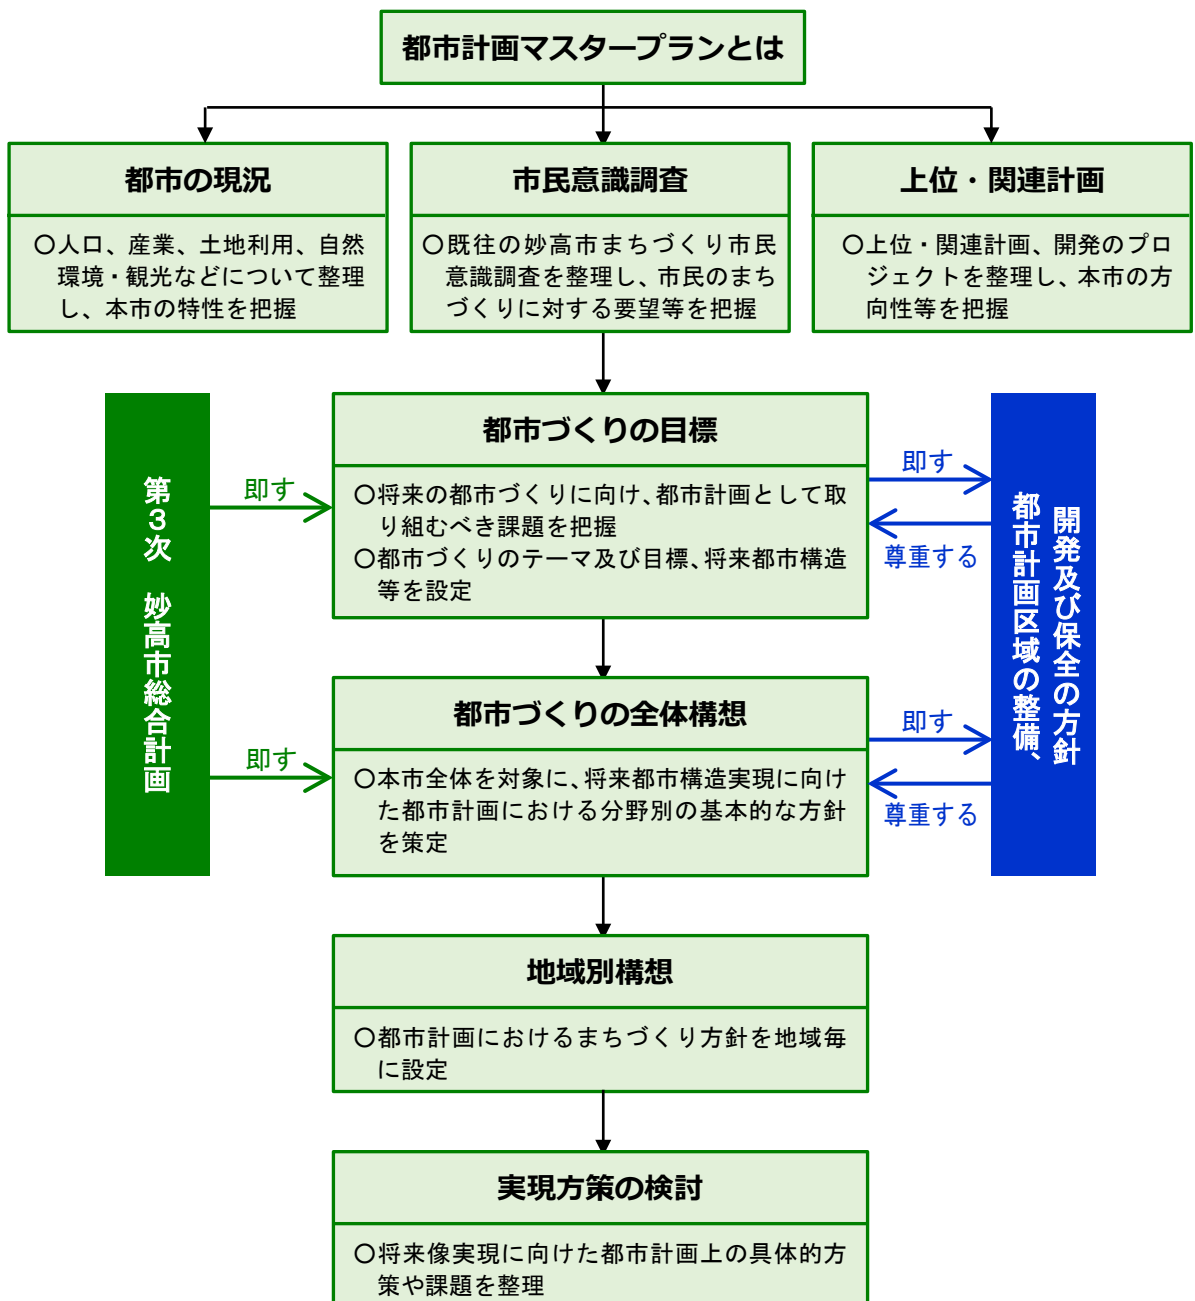 都市計画マスタープランとは
都市の現況
〇人口、産業、土地利用、自然
環境・観光などについて整理
し、本市の特性を把握
市民意識調査
〇既往の妙高市まちづくり市民
意識調査を整理し、市民のまち
づくりに対する要望等を把握
上位・関連計画
〇上位・関連計画、開発のプロ
ジェクトを整理し、本市の方
向性等を把握
第3次 妙高市総合計画
即す
即す
都市づくりの目標
〇将来の都市づくりに向け、都市計画として取
り組むべき課題を把握
〇都市づくりのテーマ及び目標、将来都市構造
等を設定
即す
尊重する
都市計画区域の整備、
開発及び保全の方針
都市づくりの全体構想
〇本市全体を対象に、将来都市構造実現に向け
た都市計画における分野別の基本的な方針
を策定
即す
尊重する
地域別構想
〇都市計画におけるまちづくり方針を地域毎
に設定
実現方策の検討
〇将来像実現に向けた都市計画上の具体的方
策や課題を整理